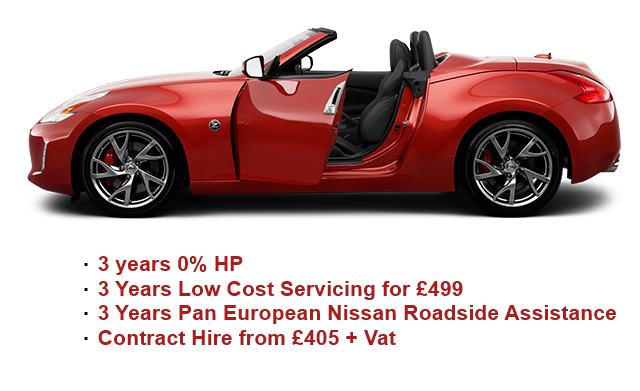 · 3 years 0% HP
· 3 Years Low Cost Servicing for £499
· 3 Years Pan European Nissan Roadside Assistance
· Contract Hire from £405 + Vat